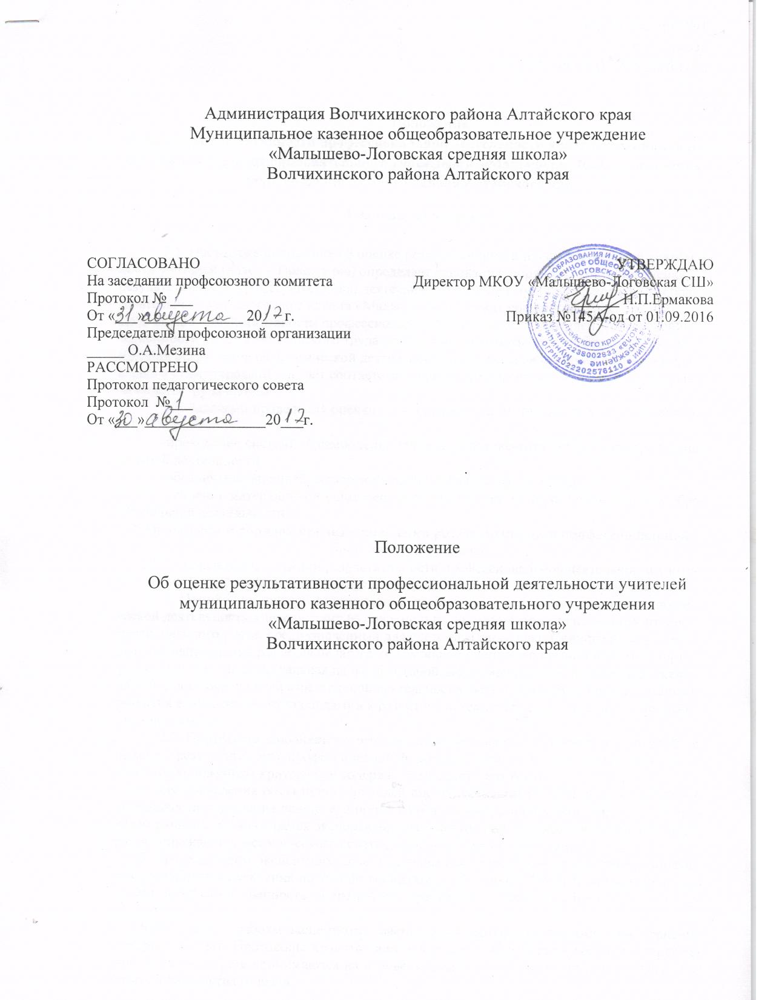 Администрация Волчихинского района Алтайского края
Муниципальное казенное общеобразовательное учреждение
«Малышево-Логовская средняя школа»
Волчихинского района Алтайского края
СОГЛАСОВАНО
На заседании профсоюзного комитета
Протокол № 1
От «31» августа 2017г.
Председатель профсоюзной организации
_____ О.А.Мезина
РАССМОТРЕНО
Протокол педагогического совета
Протокол № 1
От «30» августа 2017г.
УТВЕРЖДАЮ
Директор МКОУ «Малышево-Логовская СШ»
______Н.П.Ермакова
Приказ №145А-од от 01.09.2016
ОГРН1022202576110
ИНН2238002833
Положение
Об оценке результативности профессиональной деятельности учителей
муниципального казенного общеобразовательного учреждения
«Малышево-Логовская средняя школа»
Волчихинского района Алтайского края